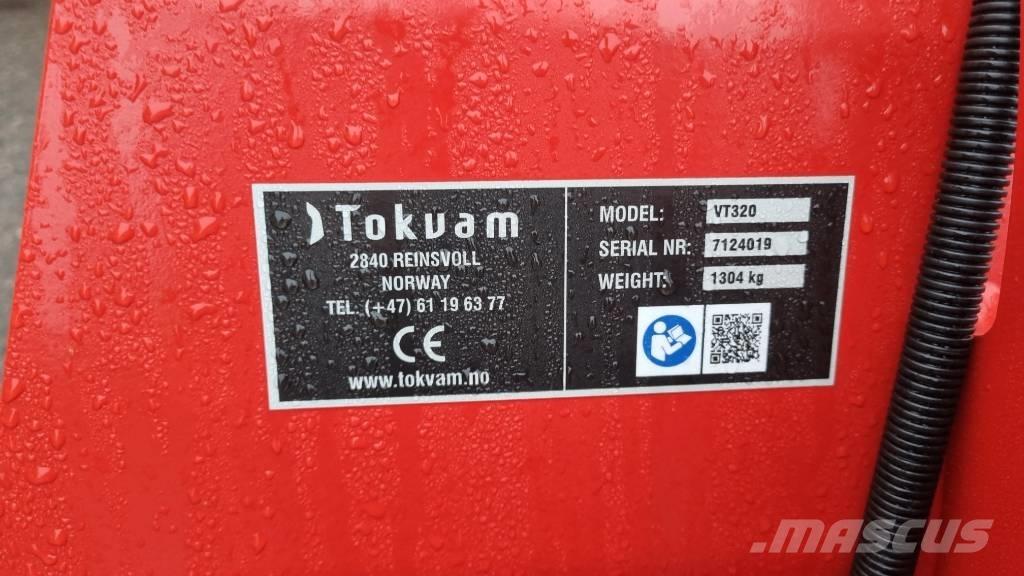 Tokvam
2840 REINSVOLL
NORWAY
TEL. (+47) 61 19 63 77
CE
www.tokvam.no
MODEL: VT320
SERIAL NR: 7124019
WEIGHT: 1304 kg
.MASCUS